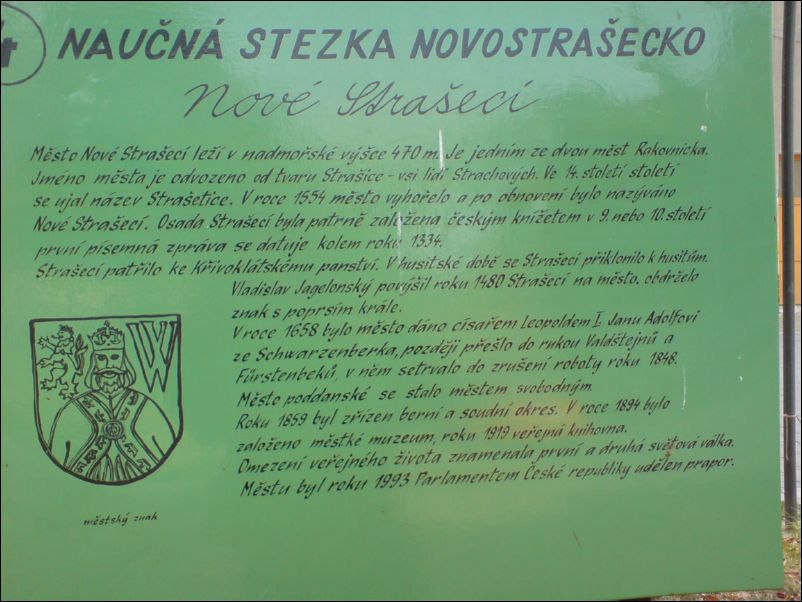 4
NAUČNÁ STEZKA NOVOSTRAŠECKO
Nové Strašecí
Město Nové Strašecí leží v nadmořské výšce 470 m. Je jedním ze dvou měst Rakovnicka.
Jméno města je odvozeno od tvaru Strašice - vsi lidí Strachových. Ve 14. století století
se ujal název Strašetice. V roce 1554 město vyhořelo a po obnovení bylo nazýváno
Nové Strašecí. Osada Strašecí byla patrně založena českým knížetem v 9. nebo 10. století
první písemná zpráva se datuje kolem roku 1334.
Strašecí patřilo ke Křivoklátskému panství. V husitské době se Strašecí přiklonilo k husitům.
Vladislav Jagelonský povýšil roku 1480 Strašecí na město, obdrželo
znak s poprsím krále.
V roce 1658 bylo město dáno císařem Leopoldem I. Janu Adolfovi
ze Schwarzenberka, později přešlo do rukou Valdštejnů a
Fürstenbeků, v něm setrvalo do zrušení roboty roku 1848.
Město poddanské se stalo městem svobodným.
Roku 1859 byl zřízen berní a soudní okres. V roce 1894 bylo
založeno městké muzeum, roku 1919 veřejná knihovna.
Omezení veřejného života znamenala první a druhá světová válka.
Městu byl roku 1993 Parlamentem České republiky udělen prapor.
W
městský znak